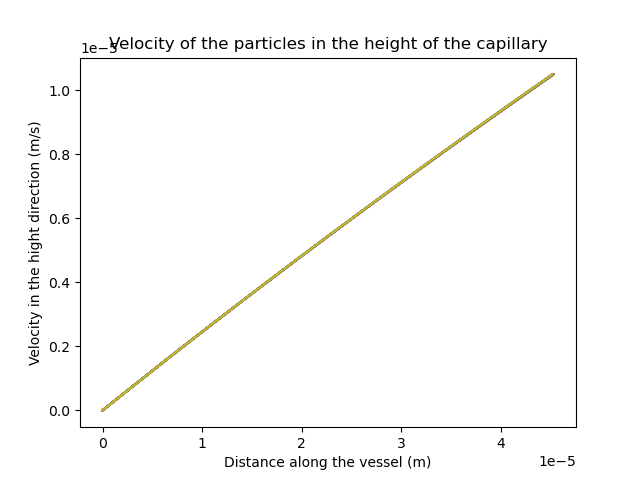 Velocity of the particles in the height of the capillary
1e−5
Velocity in the hight direction (m/s)
1.0
0.8
0.6
0.4
0.2
0.0
0 1 2 3 4
1e−5
Distance along the vessel (m)